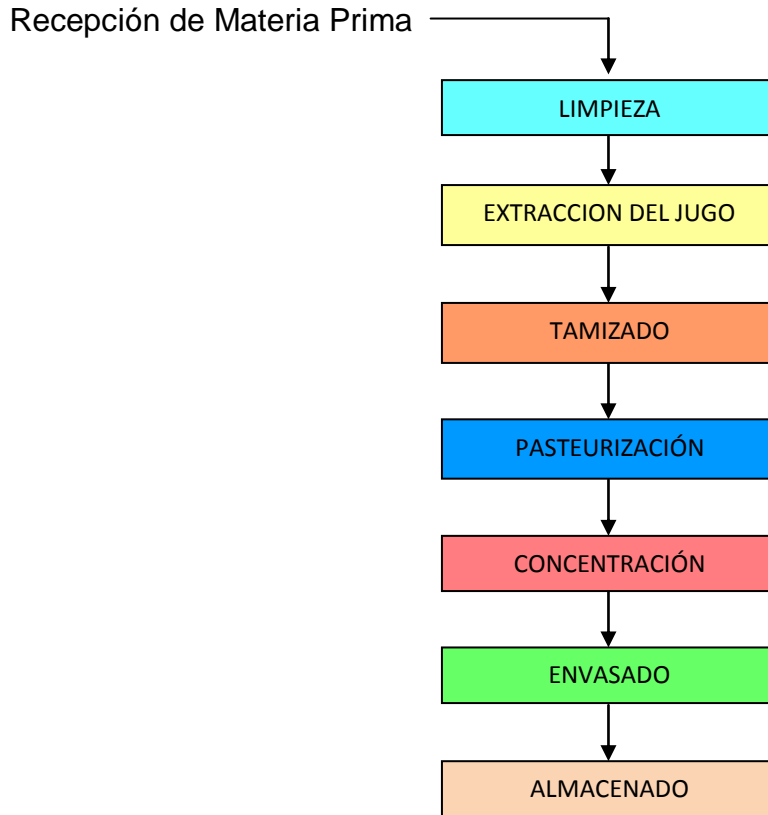 Recepción de Materia Prima
LIMPIEZA
EXTRACCION DEL JUGO
TAMIZADO
PASTEURIZACIÓN
CONCENTRACIÓN
ENVASADO
ALMACENADO